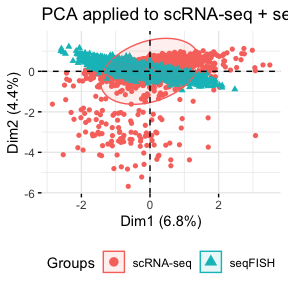 PCA applied to scRNA-seq + se
0
-2
-4
-6
Dim2 (4.4%)
-2
0
2
Dim1 (6.8%)
Groups
scRNA-seq
seqFISH